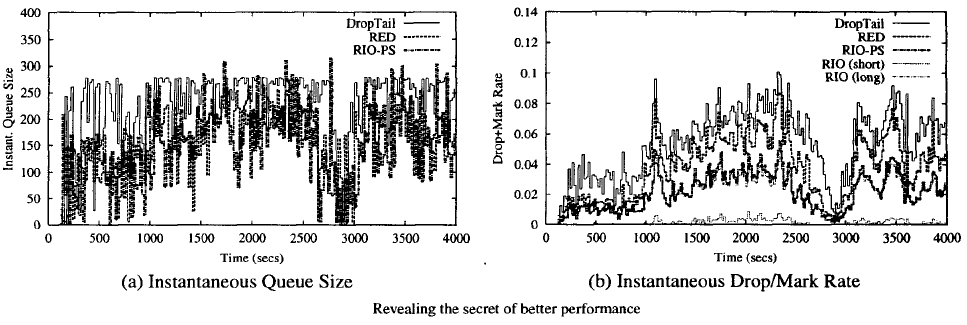 400
350
300
250
200
150
100
50
0
Instant. Queue Size
DropTail
RED
RIO-PS
0 500 1000 1500 2000 2500 3000 3500 4000
Time (secs)
(a) Instantaneous Queue Size
0.14
0.12
0.1
0.08
0.06
0.04
0.02
0
Drop+Mark Rate
DropTail
RED
RIO-PS
RIO (short)
RIO (long)
0 500 1000 1500 2000 2500 3000 3500 4000
Time (secs)
(b) Instantaneous Drop/Mark Rate
Revealing the secret of better performance